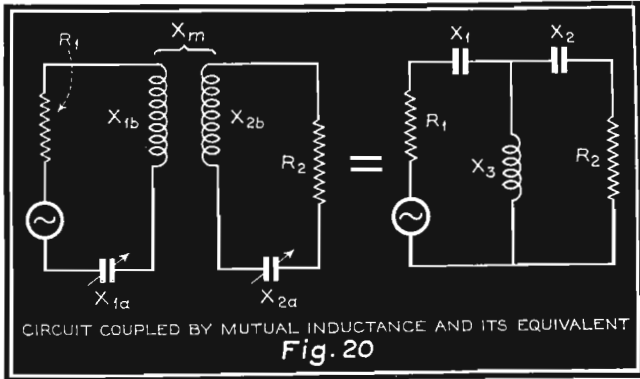 R1
Xm
X1b
X2b
R2
X1a
X2a
=
X1
X2
R1
X3
R2
CIRCUIT COUPLED BY MUTUAL INDUCTANCE AND ITS EQUIVALENT
Fig. 20